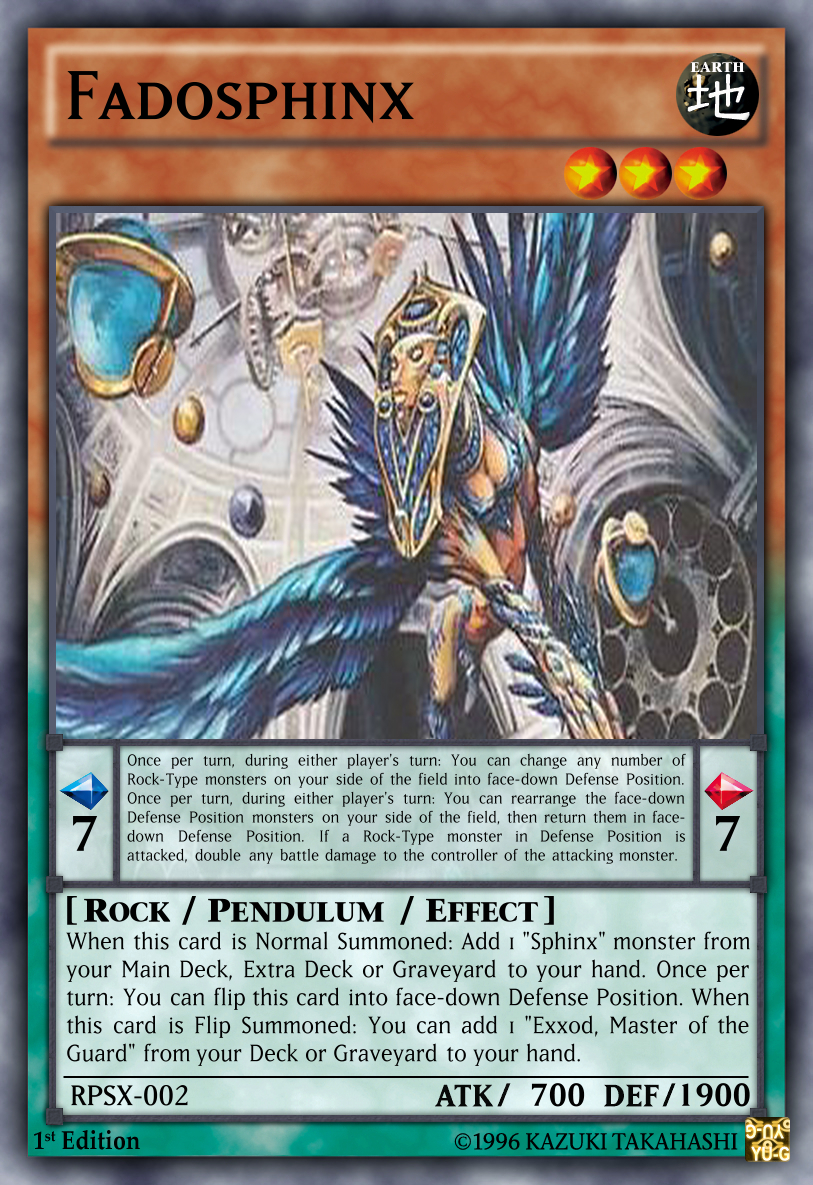 Fadosphinx
EARTH
地
Once per turn, during either player's turn: You can change any number of
Rock-Type monsters on your side of the field into face-down Defense Position.
Once per turn, during either player's turn: You can rearrange the face-down
Defense Position monsters on your side of the field, then return them in face-
down Defense Position. If a Rock-Type monster in Defense Position is
attacked, double any battle damage to the controller of the attacking monster.
7
7
[ Rock / Pendulum / Effect ]
When this card is Normal Summoned: Add 1 "Sphinx" monster from
your Main Deck, Extra Deck or Graveyard to your hand. Once per
turn: You can flip this card into face-down Defense Position. When
this card is Flip Summoned: You can add 1 "Exxod, Master of the
Guard" from your Deck or Graveyard to your hand.
RPSX-002 ATK/ 700 DEF/1900
1st Edition ©1996 KAZUKI TAKAHASHI